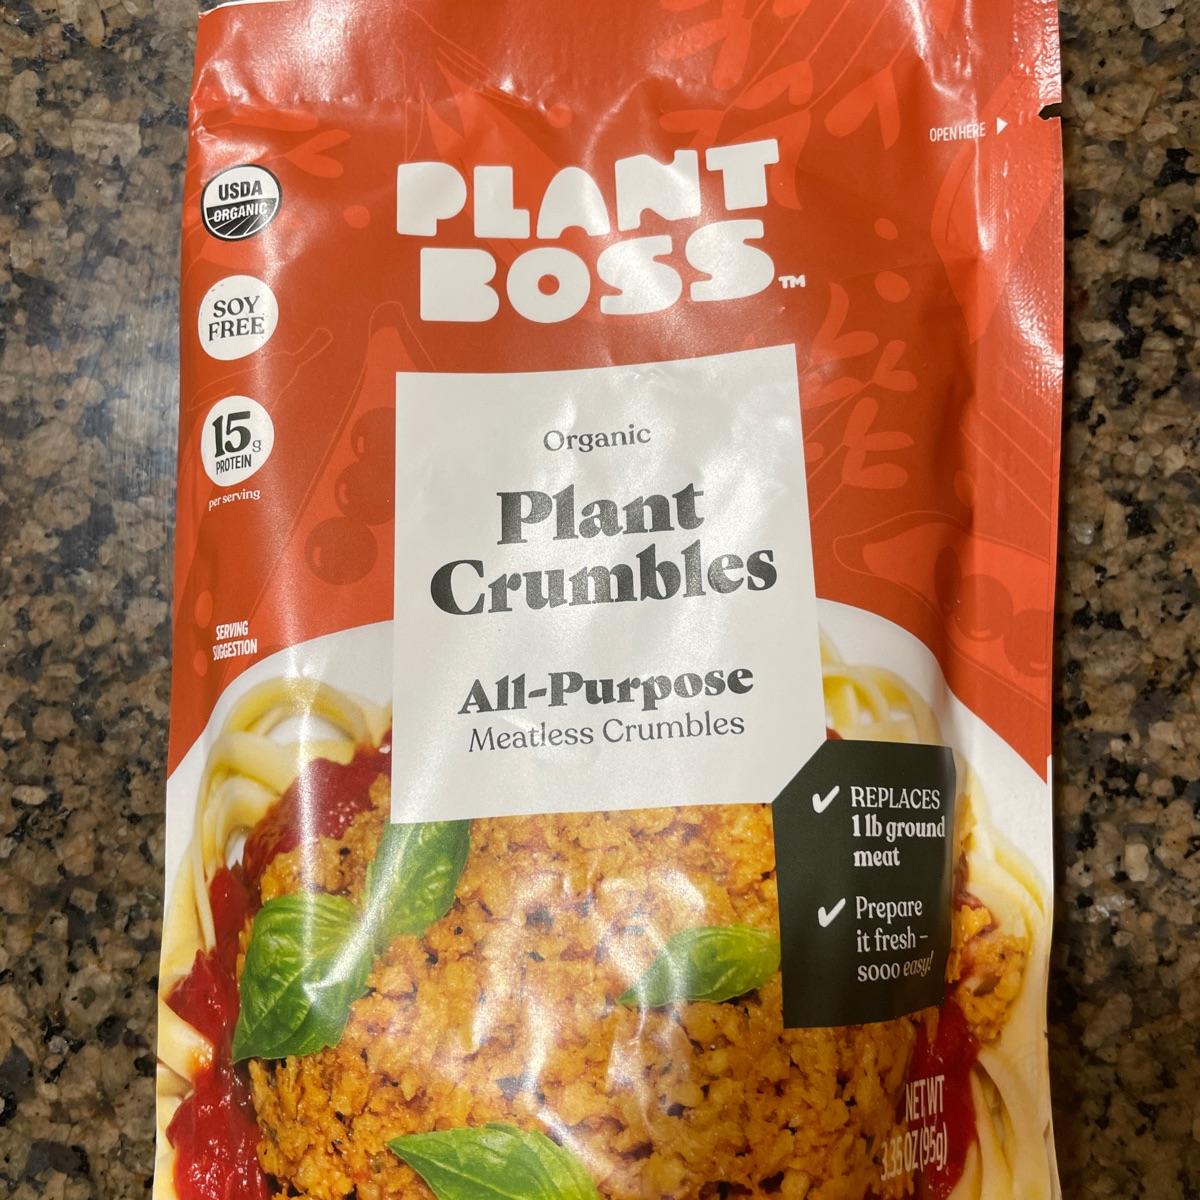 OPEN HERE
PLANT
BOSS™
USDA
ORGANIC
SOY
FREE
15g
PROTEIN
per serving
Organic
Plant
Crumbles
All-Purpose
Meatless Crumbles
SERVING
SUGGESTION
✓ REPLACES
1 lb ground
meat
✓ Prepare
it fresh –
sooo easy!
NET WT
3.35 OZ (95g)